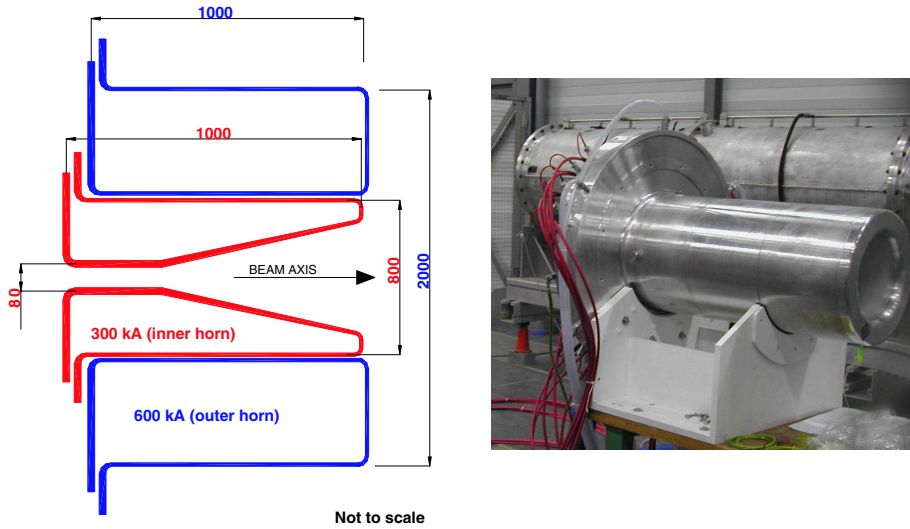 1000
1000
BEAM AXIS
80
800
2000
300 kA (inner horn)
600 kA (outer horn)
Not to scale